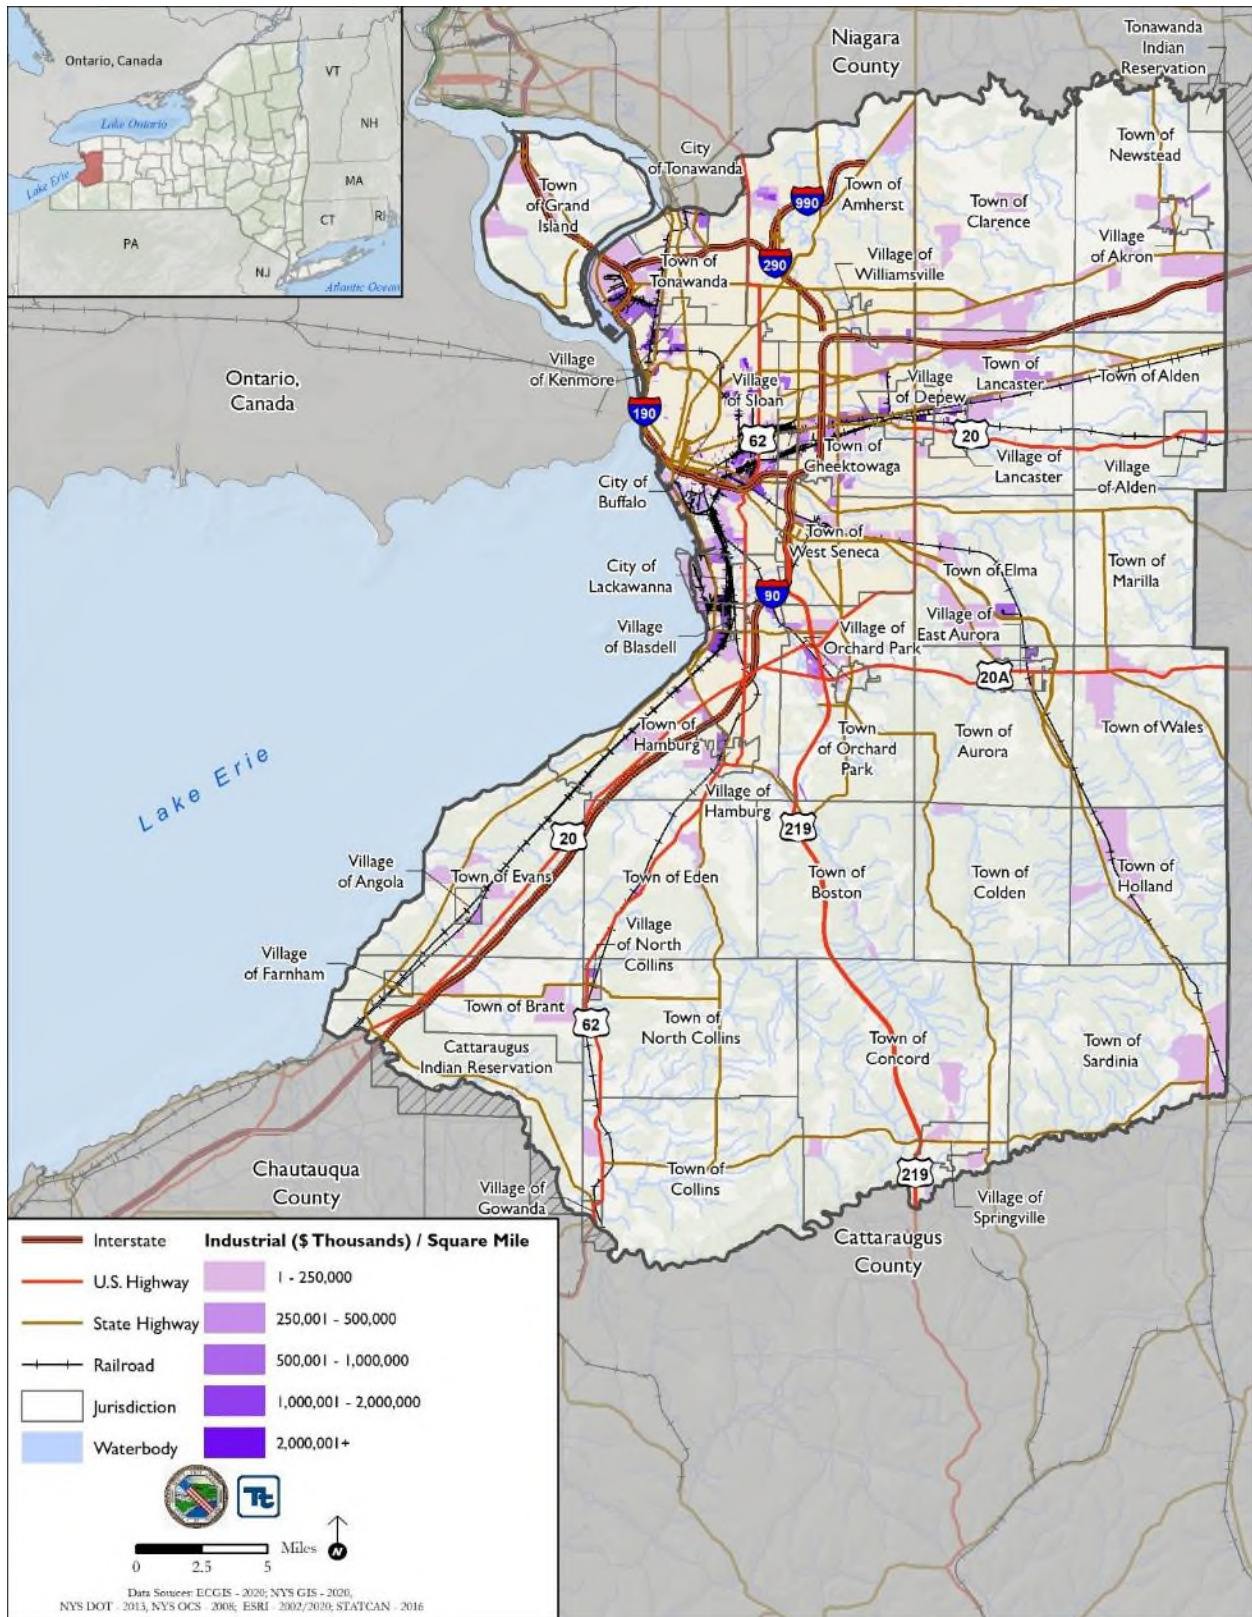 Ontario, Canada
VT
NH
Lake Ontario
MA
Lake Erie
CT
RI
PA
NJ
Atlantic Ocean
Niagara
County
Tonawanda
Indian
Reservation
City
of Tonawanda
Town of
Newstead
Town
of Grand
Island
990
Town of
Amherst
Town of
Clarence
Village
of Akron
Village of
Williamsville
290
Town of
Tonawanda
Village
of Kenmore
Ontario,
Canada
190
Village
of Sloan
Village
of Depew
Town of
Lancaster
Town of Alden
62
20
Town of
Cheektowaga
Village of
Lancaster
Village
of Alden
City of
Buffalo
Town of
West Seneca
City of
Lackawanna
90
Town of Elma
Town of
Marilla
Village
of Blasdell
Village of
Orchard Park
Village of
East Aurora
20A
Lake Erie
Town of
Hamburg
Town
of Orchard
Park
Town of
Aurora
Town of Wales
Village of
Hamburg
20
219
Village
of Angola
Town of Evans
Town of Eden
Town of
Boston
Town of
Colden
Town of
Holland
Village
of Farnham
Village
of North
Collins
Town of Brant
62
Town of
North Collins
Town of
Concord
Town of
Sardinia
Cattaraugus
Indian Reservation
Chautauqua
County
Village of
Gowanda
Town of
Collins
219
Village of
Springville
Cattaraugus
County
Interstate
U.S. Highway
State Highway
Railroad
Jurisdiction
Waterbody
Industrial ($ Thousands) / Square Mile
1 - 250,000
250,001 - 500,000
500,001 - 1,000,000
1,000,001 - 2,000,000
2,000,001+
Tt
0 2.5 5 Miles
N
Data Sources: ECGIS - 2020; NYS GIS - 2020,
NYS DOT - 2013, NYS OCS - 2008; ESRI - 2002/2020; STATCAN - 2016